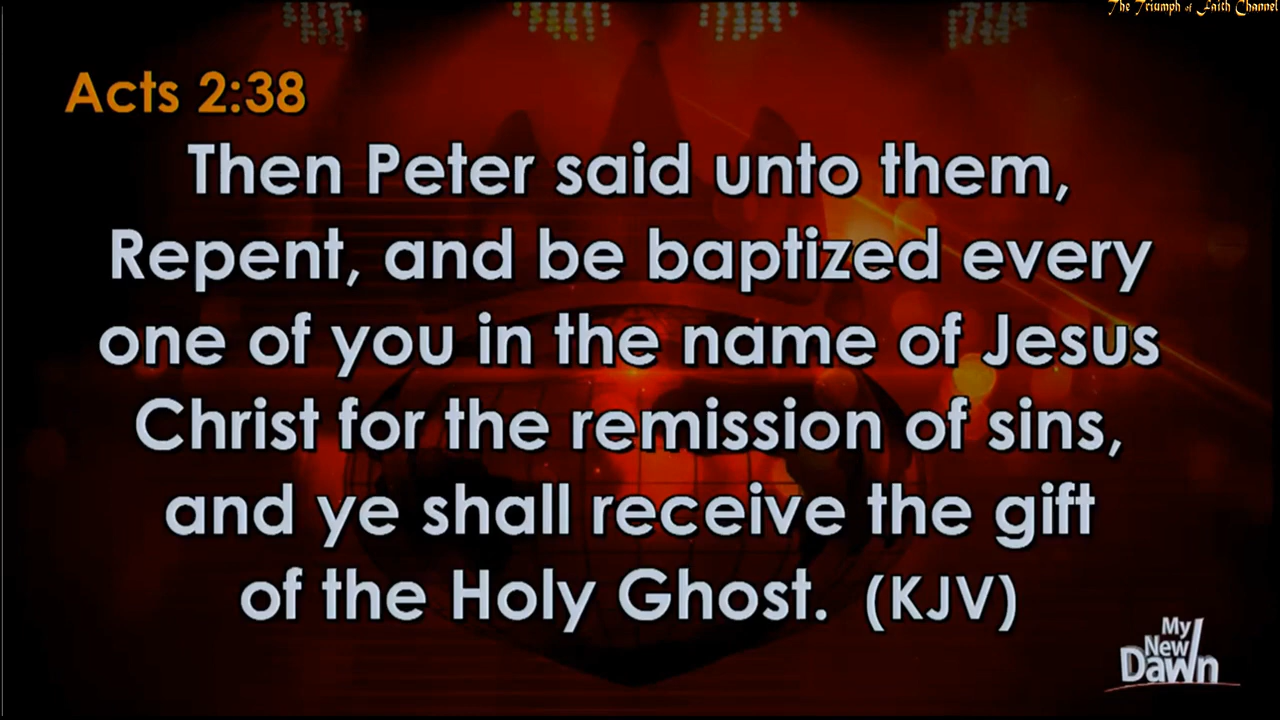 The Triumph of Faith Channel
Acts 2:38
Then Peter said unto them,
Repent, and be baptized every
one of you in the name of Jesus
Christ for the remission of sins,
and ye shall receive the gift
of the Holy Ghost. (KJV)
My
New
Dawn